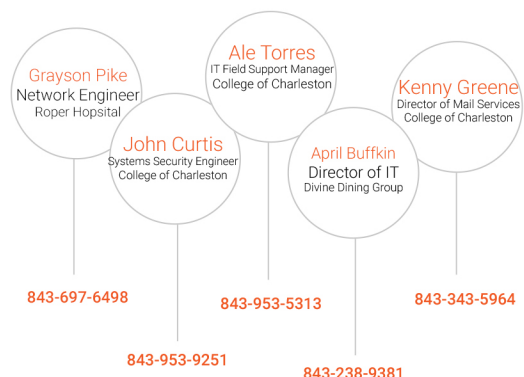 Grayson Pike
Network Engineer
Roper Hopsital
John Curtis
Systems Security Engineer
College of Charleston
Ale Torres
IT Field Support Manager
College of Charleston
April Buffkin
Director of IT
Divine Dining Group
Kenny Greene
Director of Mail Services
College of Charleston
843-697-6498
843-953-9251
843-953-5313
843-238-9381
843-343-5964